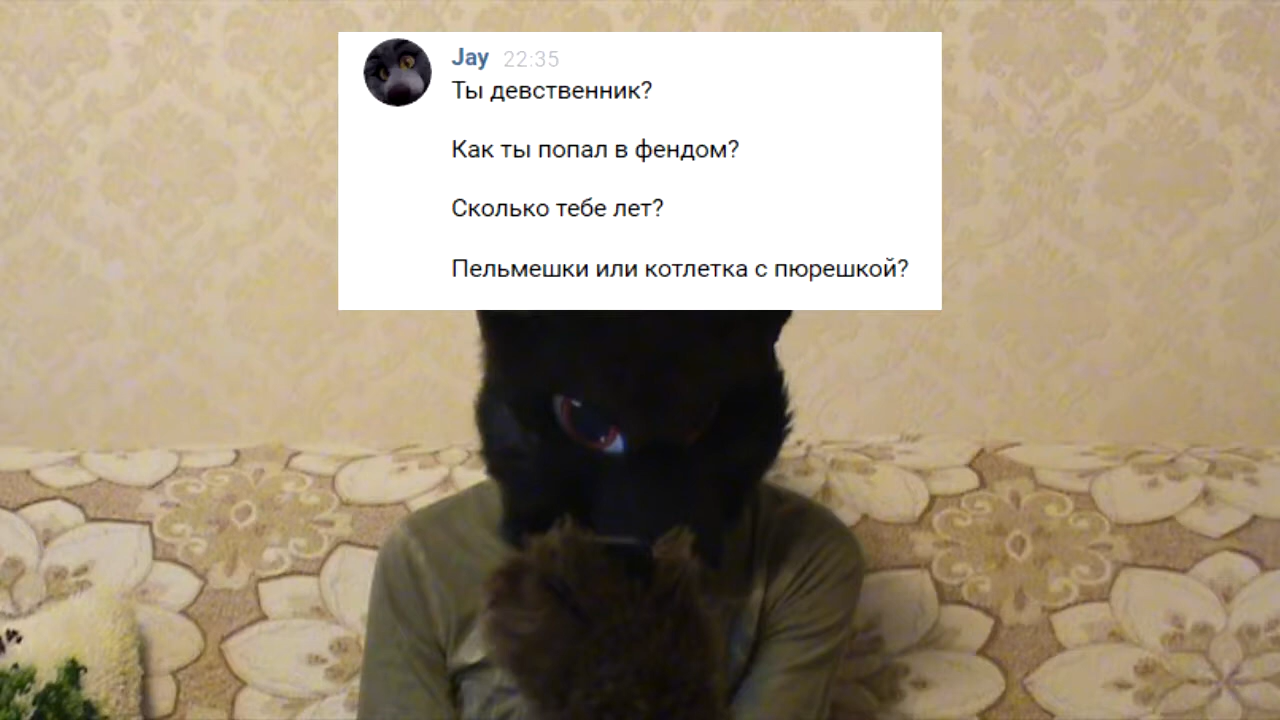 Jay 22:35
Ты девственник?
Как ты попал в фендом?
Сколько тебе лет?
Пельмешки или котлетка с пюрешкой?